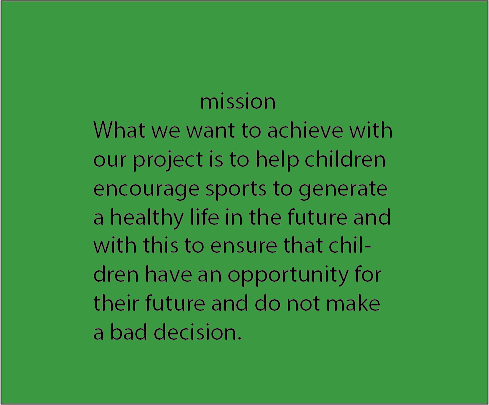 mission
What we want to achieve with
our project is to help children
encourage sports to generate
a healthy life in the future and
with this to ensure that chil-
dren have an opportunity for
their future and do not make
a bad decision.